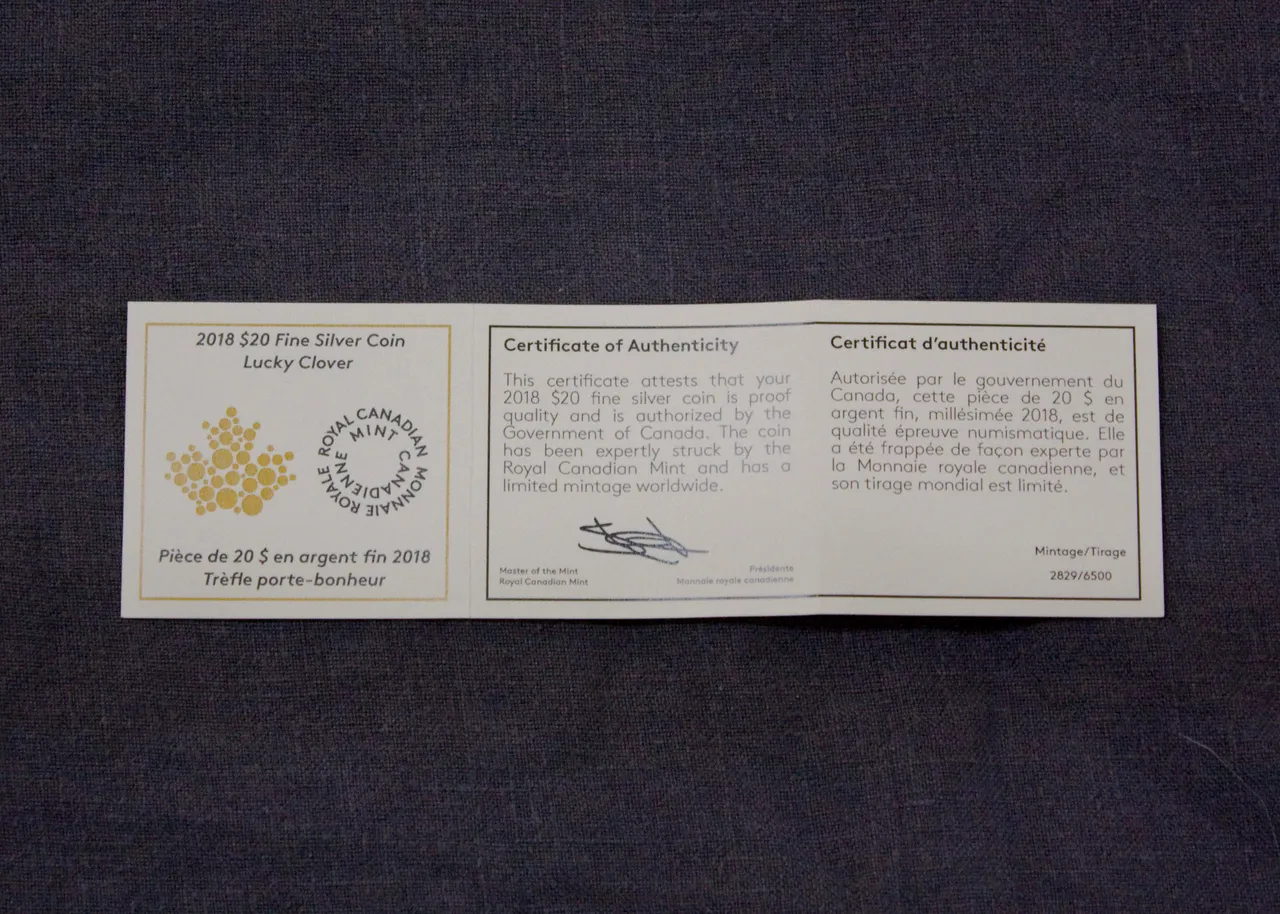 2018 $20 Fine Silver Coin
Lucky Clover
ROYAL CANADIAN MINT
MONNAIE ROYALE CANADIENNE
Pièce de 20 $ en argent fin 2018
Trèfle porte-bonheur
Certificate of Authenticity
This certificate attests that your
2018 $20 fine silver coin is proof
quality and is authorized by the
Government of Canada. The coin
has been expertly struck by the
Royal Canadian Mint and has a
limited mintage worldwide.
Master of the Mint
Royal Canadian Mint
Présidente
Monnaie royale canadienne
Certificat d'authenticité
Autorisée par le gouvernement du
Canada, cette pièce de 20 $ en
argent fin, millésimée 2018, est de
qualité épreuve numismatique. Elle
a été frappée de façon experte par
la Monnaie royale canadienne, et
son tirage mondial est limité.
Mintage/Tirage
2829/6500